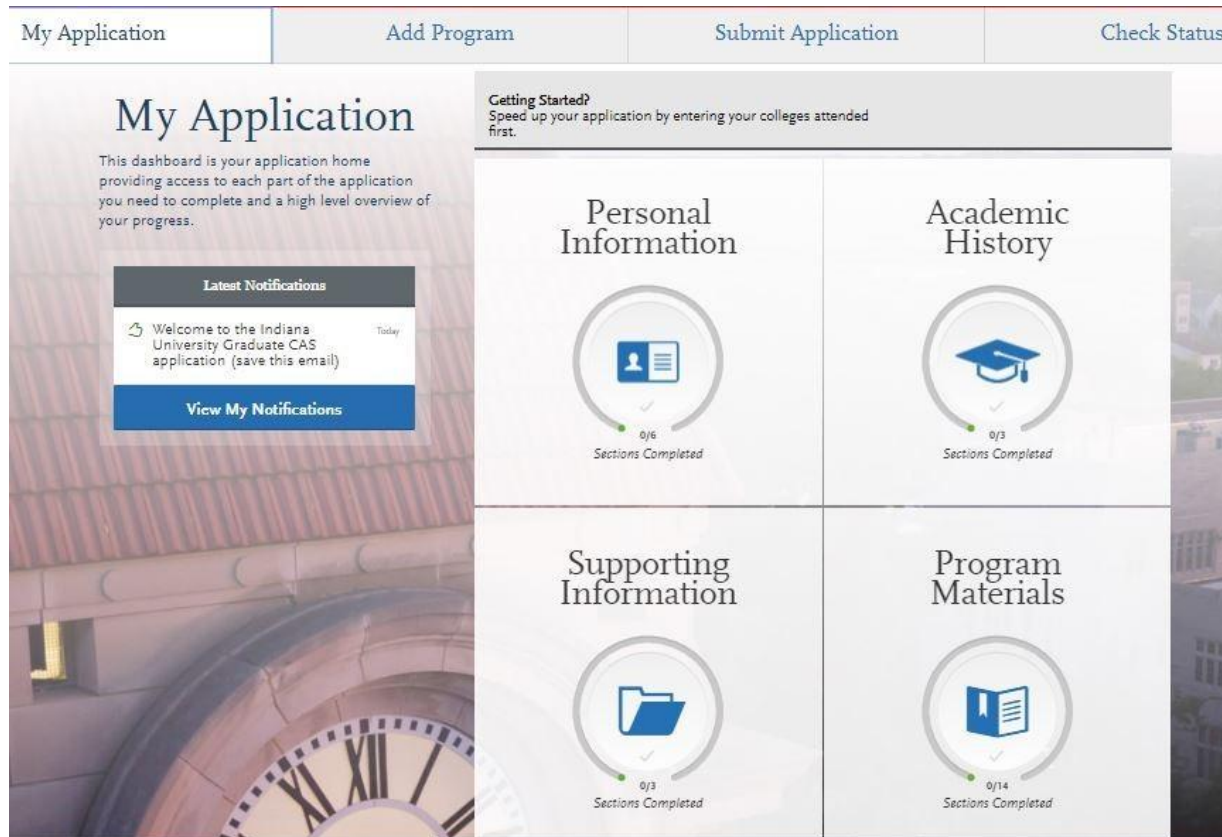 My Application
Add Program
Submit Application
Check Status
My Application
This dashboard is your application home
providing access to each part of the application
you need to complete and a high level overview of
your progress.
Latest Notifications
Welcome to the Indiana
University Graduate CAS
application (save this email)
Today
View My Notifications
Getting Started?
Speed up your application by entering your colleges attended
first.
Personal
Information
0/6
Sections Completed
Academic
History
0/3
Sections Completed
Supporting
Information
0/3
Sections Completed
Program
Materials
0/14
Sections Completed